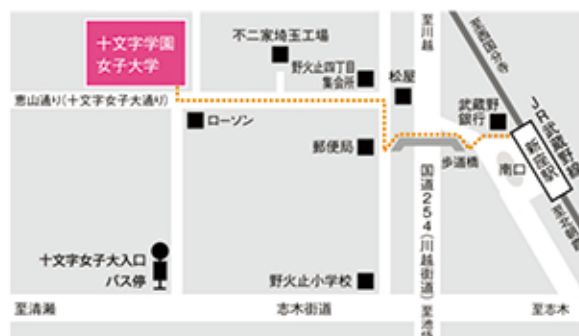 十文字学園
女子大学
不二家埼玉工場
野火止四丁目
集会所
松屋
至川越
至西国分寺
JR武蔵野線
武蔵野
銀行
新座駅
南口
恵山通り(十文字女子大通り)
ローソン
郵便局
歩道橋
国道254(川越街道)
十文字女子大入口
バス停
野火止小学校
至清瀬
志木街道
至志木